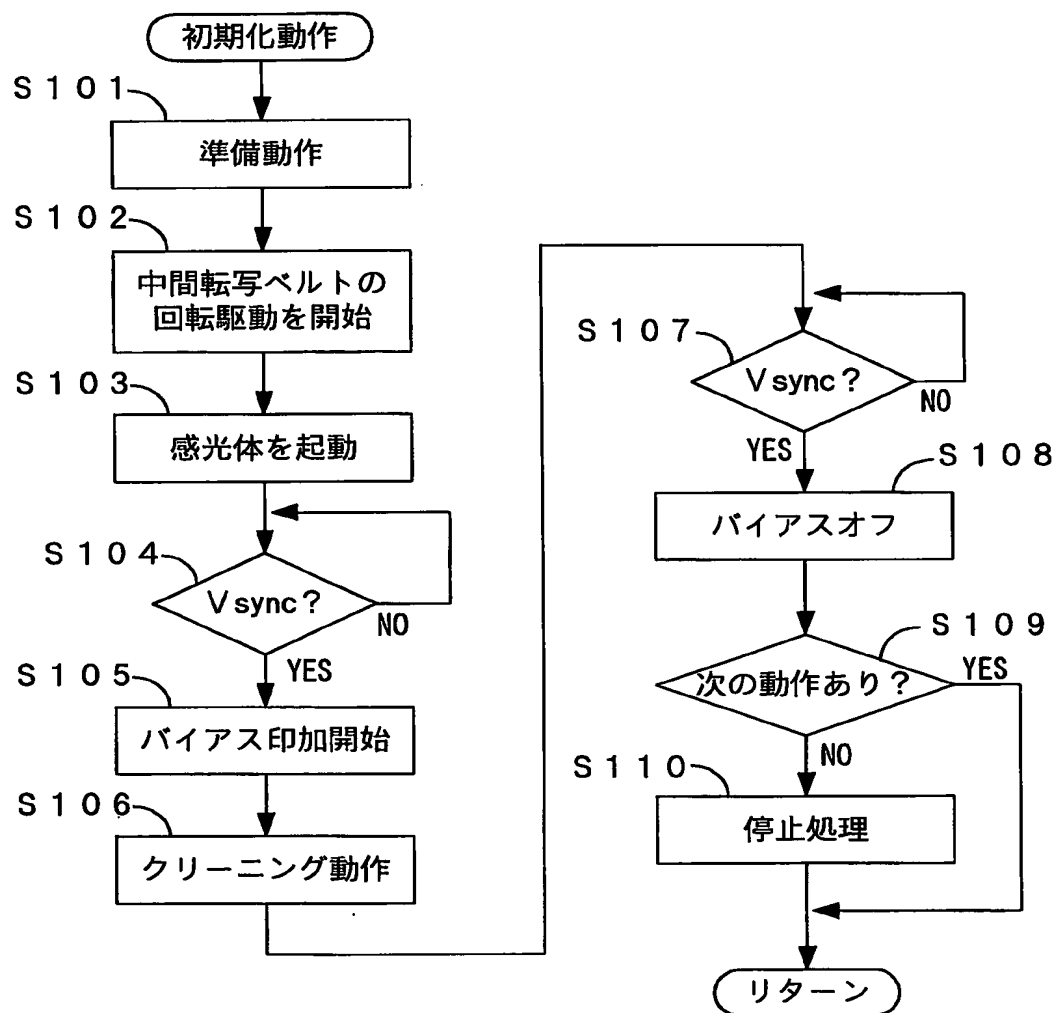 初期化動作
S101
準備動作
S102
中間転写ベルトの
回転駆動を開始
S103
感光体を起動
S104
Vsync?
NO
YES
S105
バイアス印加開始
S106
クリーニング動作
S107
Vsync?
NO
YES
S108
バイアスオフ
S109
次の動作あり?
YES
NO
S110
停止処理
リターン